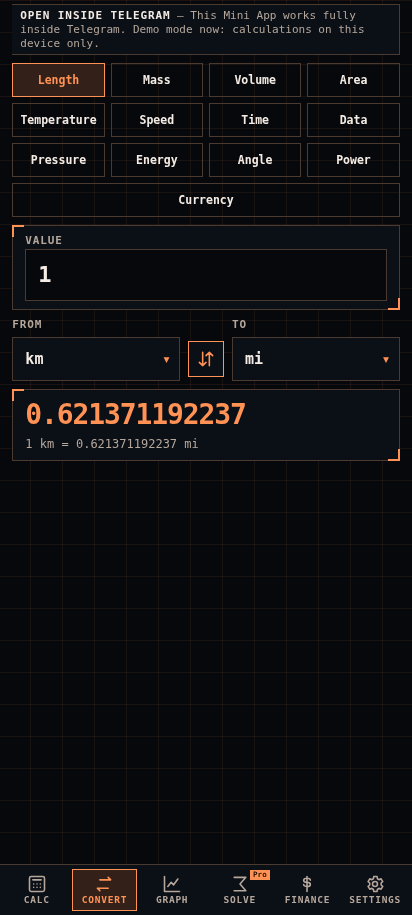 OPEN INSIDE TELEGRAM — This Mini App works fully
inside Telegram. Demo mode now: calculations on this
device only.
Length Mass Volume Area
Temperature Speed Time Data
Pressure Energy Angle Power
Currency
VALUE
1
FROM TO
km mi
0.621371192237
1 km = 0.621371192237 mi
Pro
CALC CONVERT GRAPH SOLVE FINANCE SETTINGS